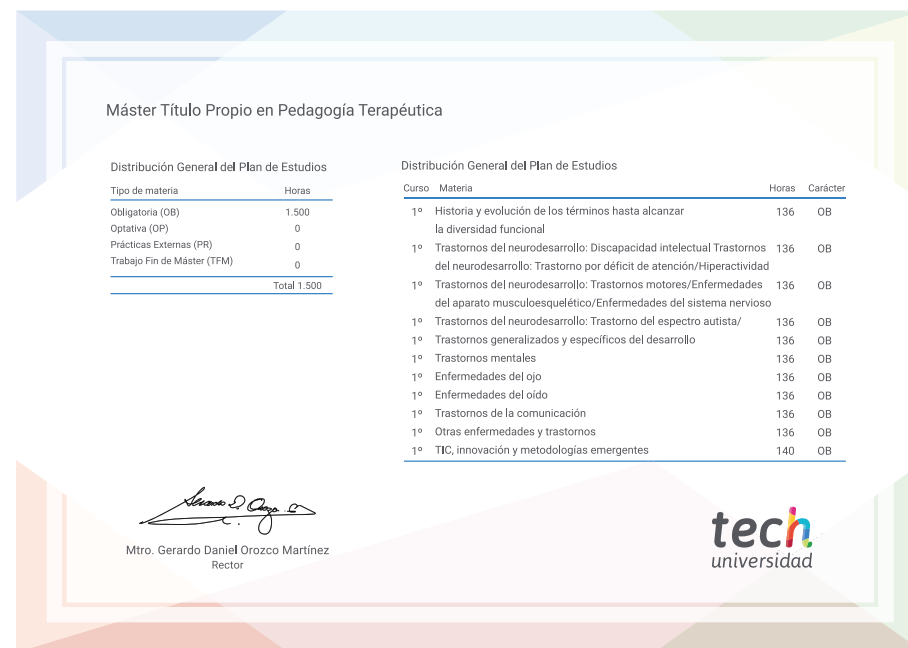 Máster Título Propio en Pedagogía Terapéutica
Distribución General del Plan de Estudios
Tipo de materia Horas
Obligatoria (OB) 1.500
Optativa (OP) 0
Prácticas Externas (PR) 0
Trabajo Fin de Máster (TFM) 0
Total 1.500
Distribución General del Plan de Estudios
Curso Materia Horas Carácter
1º Historia y evolución de los términos hasta alcanzar 136 OB
la diversidad funcional
1º Trastornos del neurodesarrollo: Discapacidad intelectual Trastornos 136 OB
del neurodesarrollo: Trastorno por déficit de atención/Hiperactividad
1º Trastornos del neurodesarrollo: Trastornos motores/Enfermedades 136 OB
del aparato musculoesquelético/Enfermedades del sistema nervioso
1º Trastornos del neurodesarrollo: Trastorno del espectro autista/ 136 OB
1º Trastornos generalizados y específicos del desarrollo 136 OB
1º Trastornos mentales 136 OB
1º Enfermedades del ojo 136 OB
1º Enfermedades del oído 136 OB
1º Trastornos de la comunicación 136 OB
1º Otras enfermedades y trastornos 136 OB
1º TIC, innovación y metodologías emergentes 140 OB
Mtro. Gerardo Daniel Orozco Martínez
Rector
tech
universidad